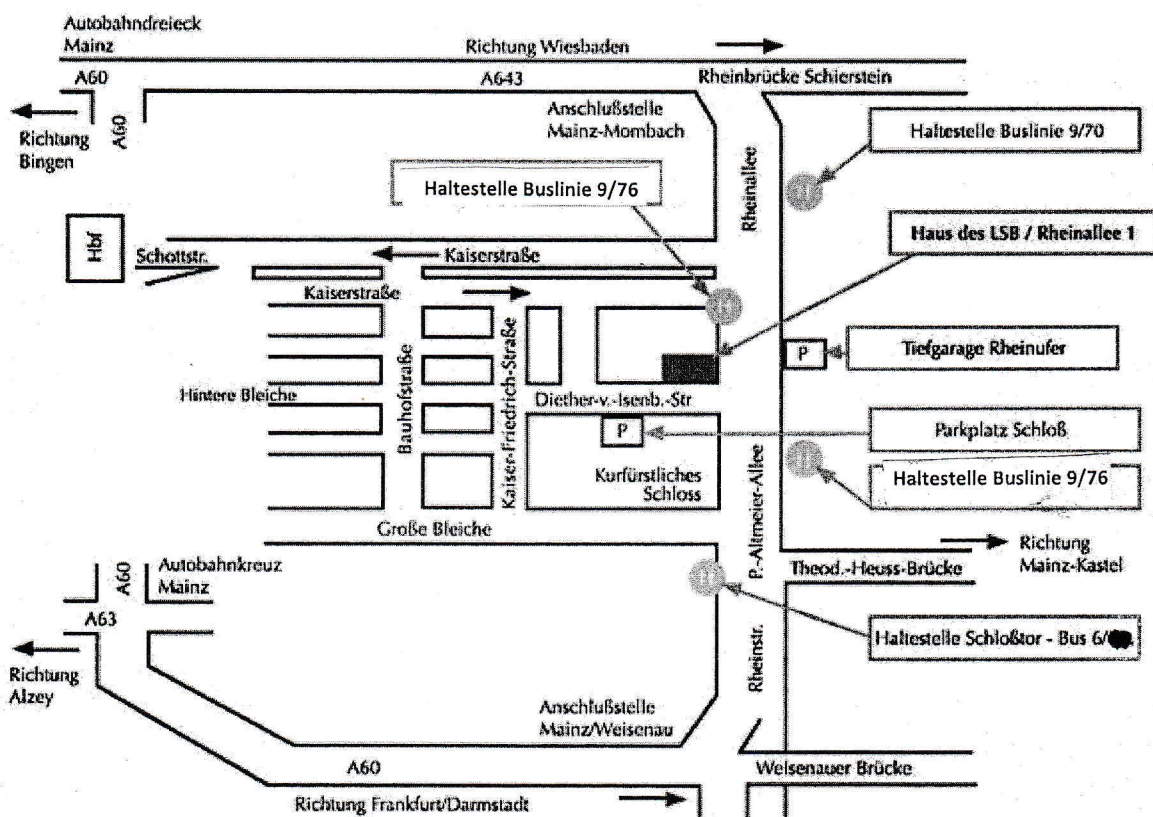 Autobahndreieck
Mainz
Richtung Wiesbaden
A60
A643
Rheinbrücke Schierstein
Richtung
Bingen
A60
Anschlußstelle
Mainz-Mombach
Haltestelle Buslinie 9/70
Haltestelle Buslinie 9/76
Rheinallee
Haus des LSB / Rheinallee 1
Hbf
Schottstr.
Kaiserstraße
Kaiserstraße
H
Tiefgarage Rheinufer
P
Hintere Bleiche
Bauhofstraße
Kaiser-Friedrich-Straße
Diether-v.-Isenb.-Str
P
Parkplatz Schloß
Kurfürstliches
Schloss
Haltestelle Buslinie 9/76
P.-Altmeier-Allee
Große Bleiche
Richtung
Mainz-Kastel
Theod.-Heuss-Brücke
A60
Autobahnkreuz
Mainz
H
A63
Haltestelle Schloßtor - Bus 6/
Richtung
Alzey
Rheinstr.
Anschlußstelle
Mainz/Weisenau
A60
Weisenauer Brücke
Richtung Frankfurt/Darmstadt